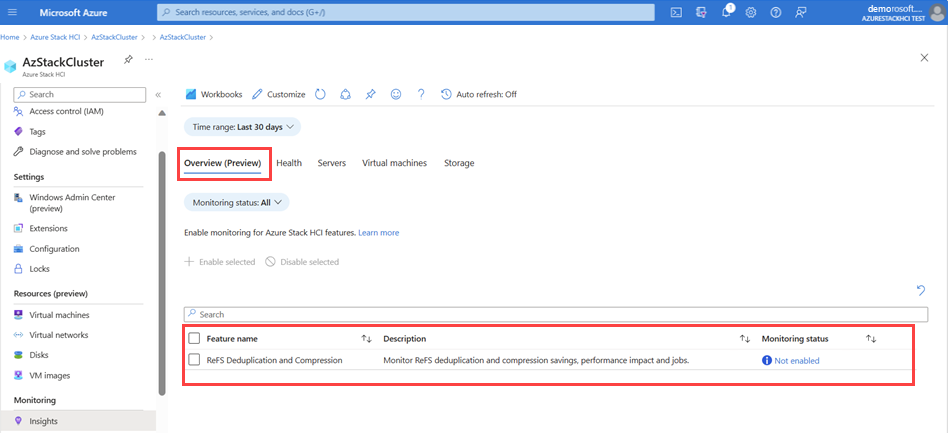 Microsoft Azure
Search resources, services, and docs (G+/)
1
demorosoft....
AZURESTACKHCI TEST
Home > Azure Stack HCI > AzStackCluster > > AzStackCluster >
AzStackCluster
...
Azure Stack HCI
Search
«
Access control (IAM)
Tags
Diagnose and solve problems
Settings
Windows Admin Center
(preview)
Extensions
Configuration
Locks
Resources (preview)
Virtual machines
Virtual networks
Disks
VM images
Monitoring
Insights
Workbooks
Customize
?
Auto refresh: Off
Time range: Last 30 days
Overview (Preview)
Health
Servers
Virtual machines
Storage
Monitoring status: All
Enable monitoring for Azure Stack HCI features. Learn more
Enable selected
Disable selected
Search
Feature name
Description
Monitoring status
ReFS Deduplication and Compression
Monitor ReFS deduplication and compression savings, performance impact and jobs.
Not enabled